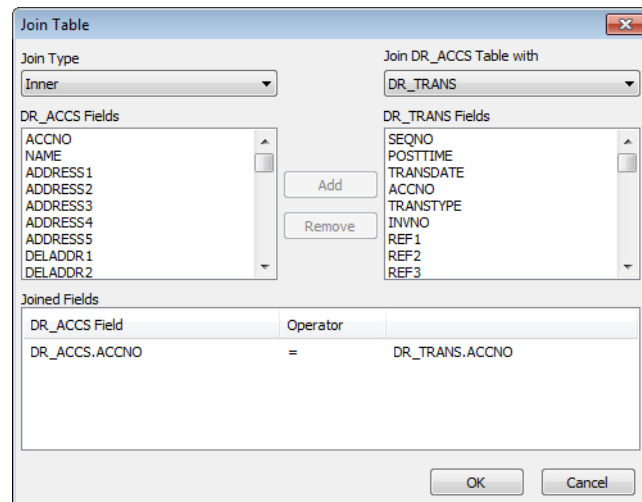 Join Table
Join Type
Join DR_ACCS Table with
Inner
DR_TRANS
DR_ACCS Fields
DR_TRANS Fields
ACCNO
NAME
ADDRESS1
ADDRESS2
ADDRESS3
ADDRESS4
ADDRESS5
DELADDR1
DELADDR2
Add
Remove
SEQNO
POSTTIME
TRANSDATE
ACCNO
TRANSTYPE
INVNO
REF1
REF2
REF3
Joined Fields
DR_ACCS Field Operator
DR_ACCS.ACCNO = DR_TRANS.ACCNO
OK Cancel